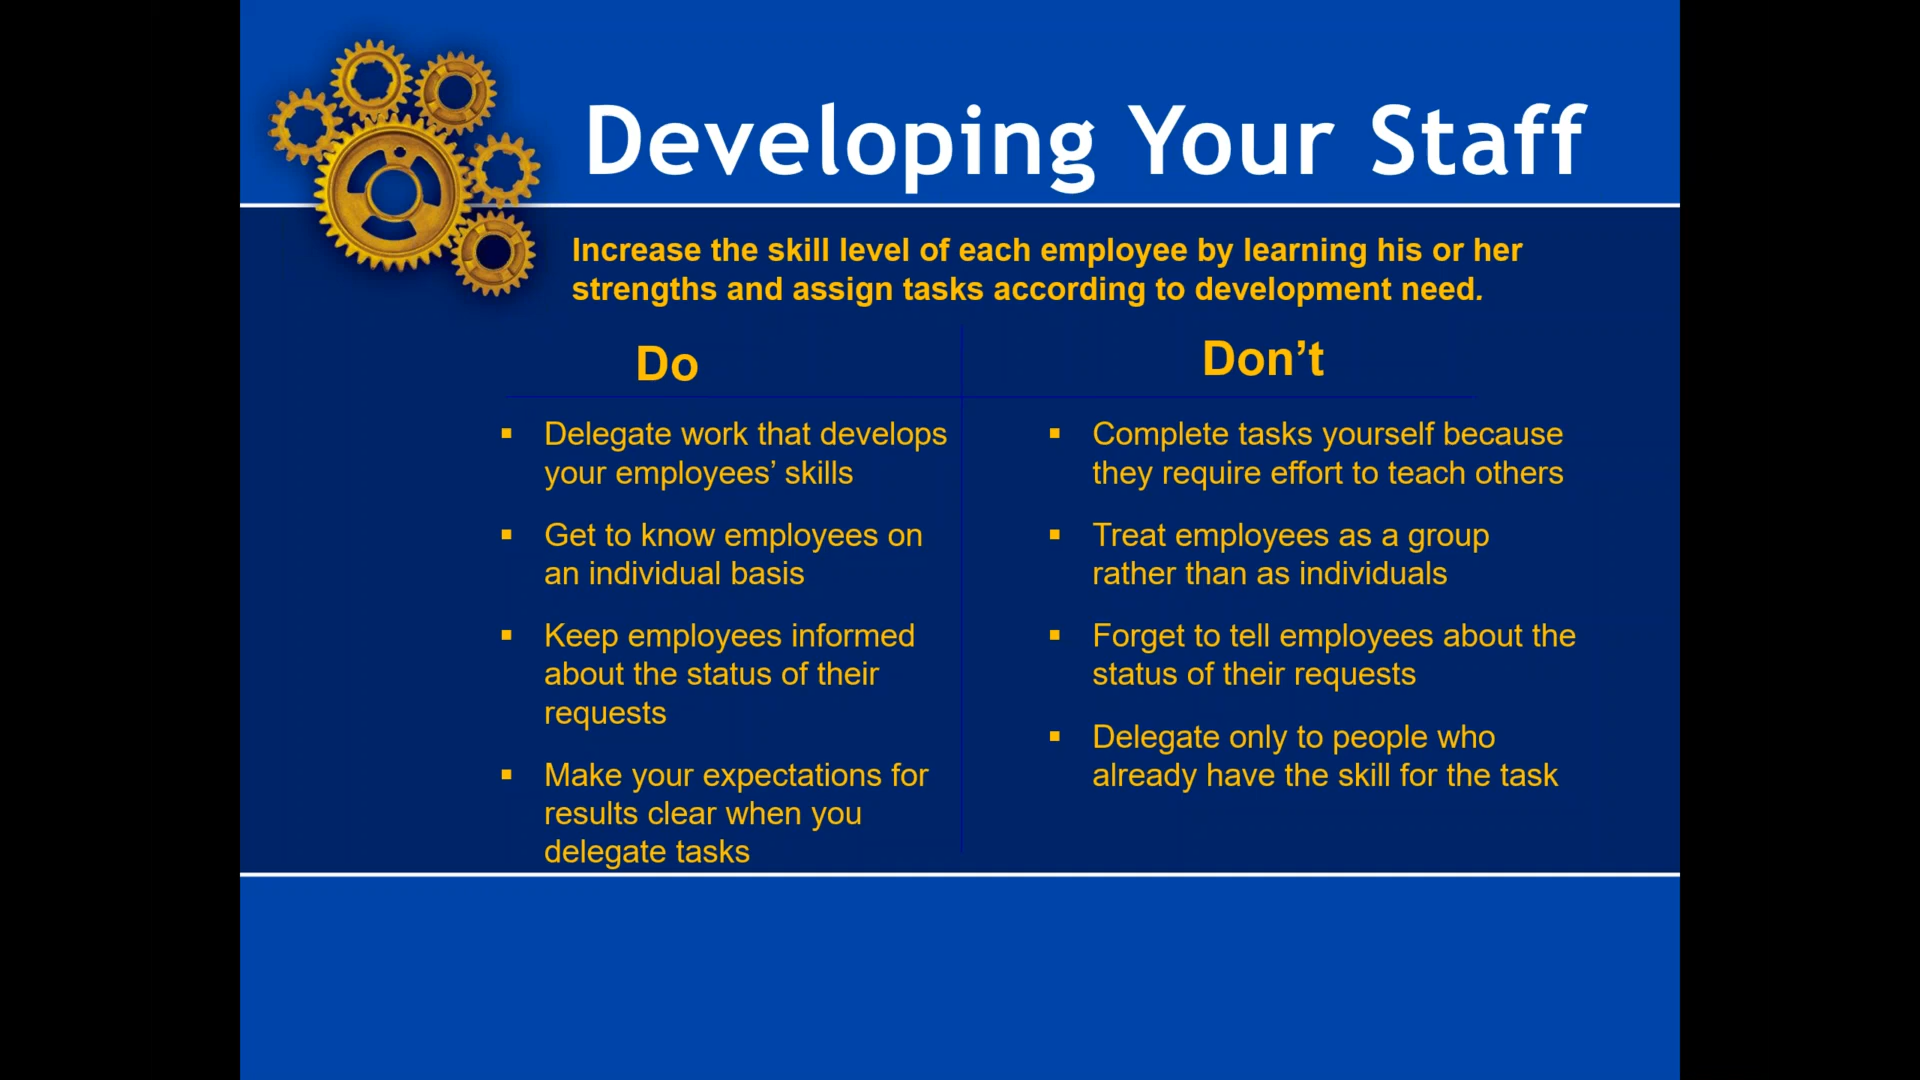 Developing Your Staff
Increase the skill level of each employee by learning his or her
strengths and assign tasks according to development need.
Do
▪ Delegate work that develops
your employees’ skills
▪ Get to know employees on
an individual basis
▪ Keep employees informed
about the status of their
requests
▪ Make your expectations for
results clear when you
delegate tasks
Don’t
▪ Complete tasks yourself because
they require effort to teach others
▪ Treat employees as a group
rather than as individuals
▪ Forget to tell employees about the
status of their requests
▪ Delegate only to people who
already have the skill for the task